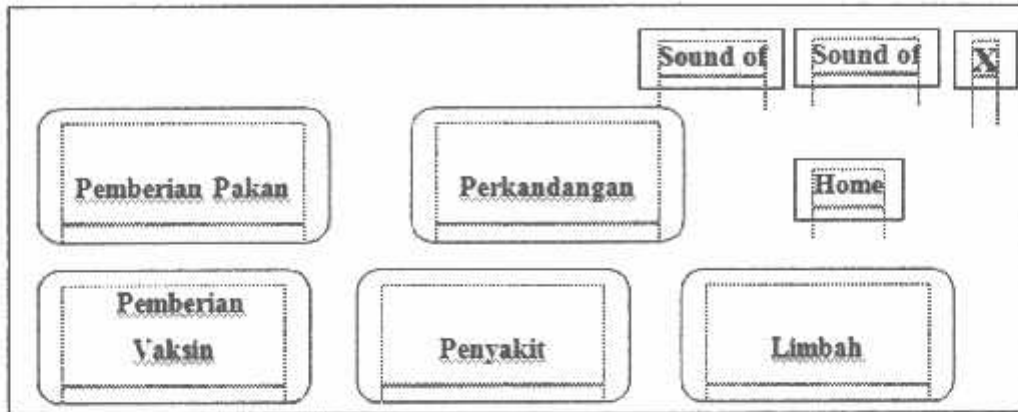 Sound of
Sound of
X
Pemberian Pakan
Perkandangan
Home
Pemberian
Vaksin
Penyakit
Limbah